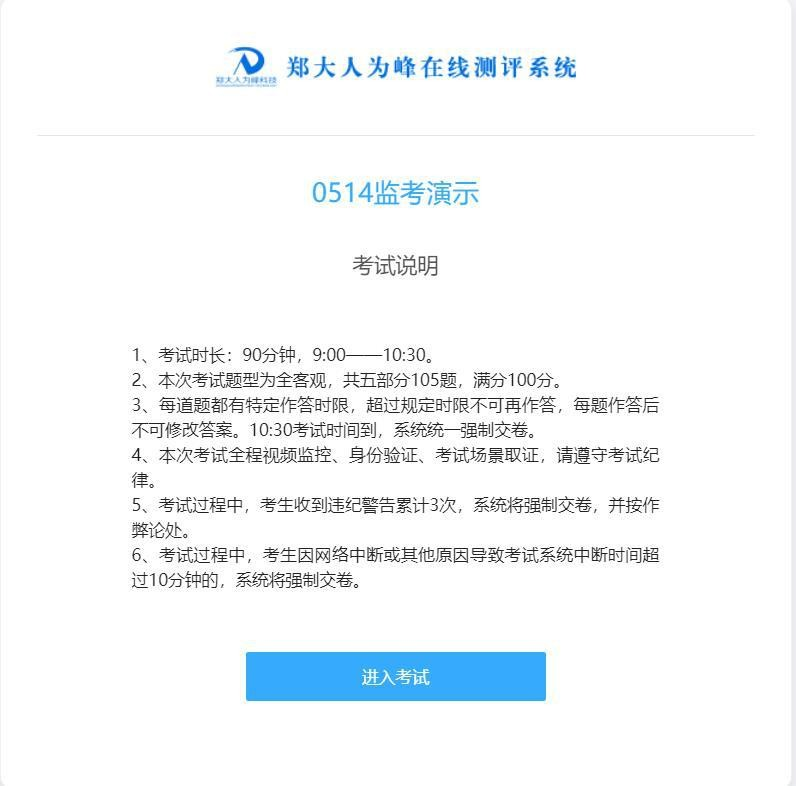 郑大人为峰科技
郑大人为峰在线测评系统
0514监考演示
考试说明
1、考试时长：90分钟，9:00——10:30。
2、本次考试题型为全客观，共五部分105题，满分100分。
3、每道题都有特定作答时限，超过规定时限不可再作答，每题作答后
不可修改答案。10:30考试时间到，系统统一强制交卷。
4、本次考试全程视频监控、身份验证、考试场景取证，请遵守考试纪
律。
5、考试过程中，考生收到违纪警告累计3次，系统将强制交卷，并按作
弊论处。
6、考试过程中，考生因网络中断或其他原因导致考试系统中断时间超
过10分钟的，系统将强制交卷。
进入考试